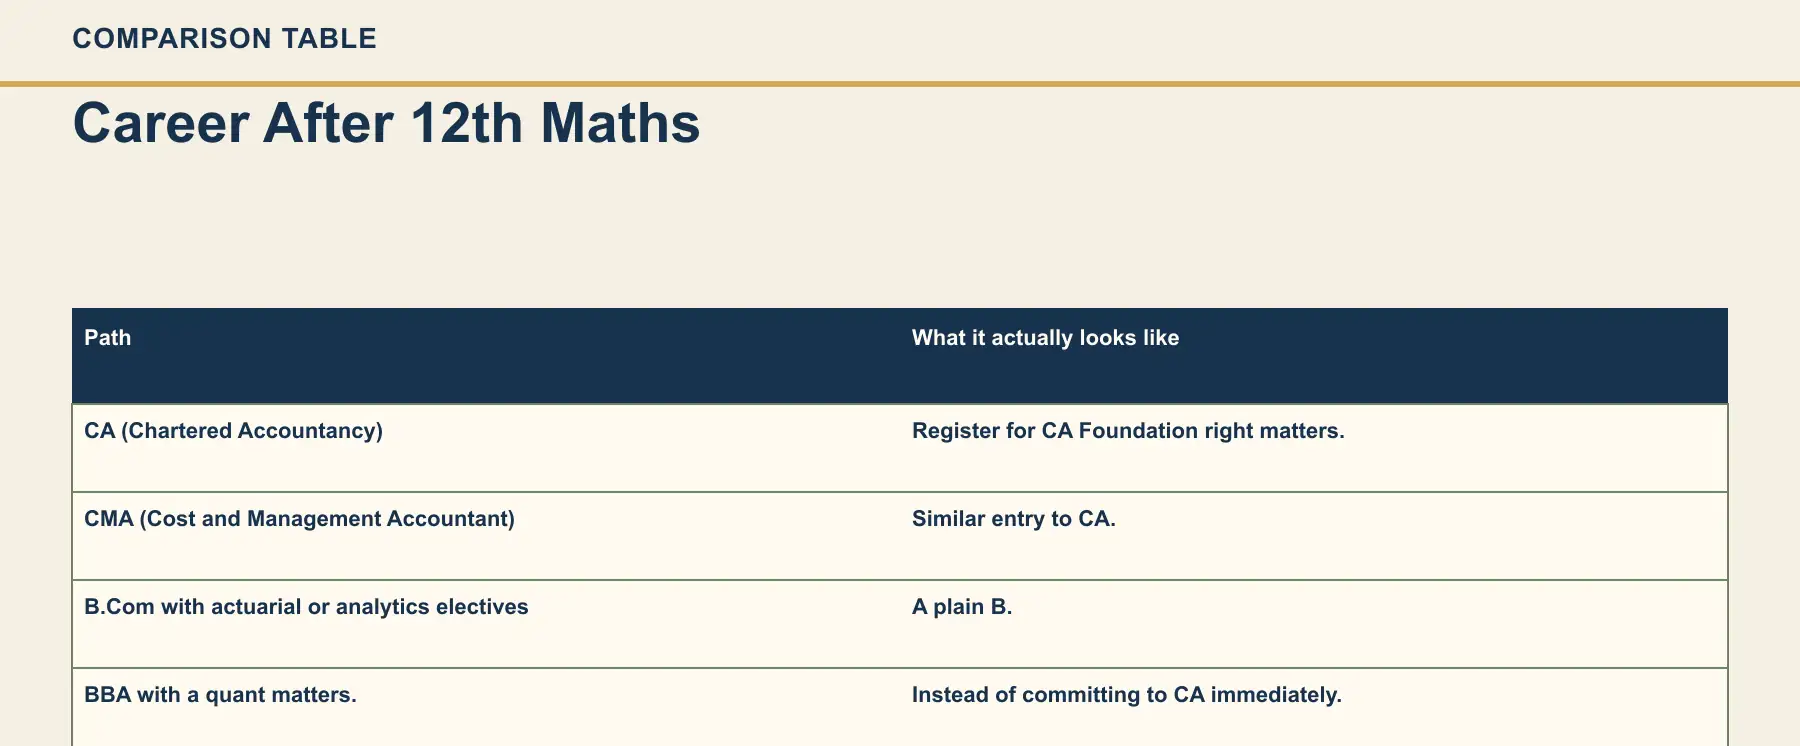 COMPARISON TABLE
Career After 12th Maths
Path What it actually looks like
CA (Chartered Accountancy) Register for CA Foundation right matters.
CMA (Cost and Management Accountant) Similar entry to CA.
B.Com with actuarial or analytics electives A plain B.
BBA with a quant matters. Instead of committing to CA immediately.